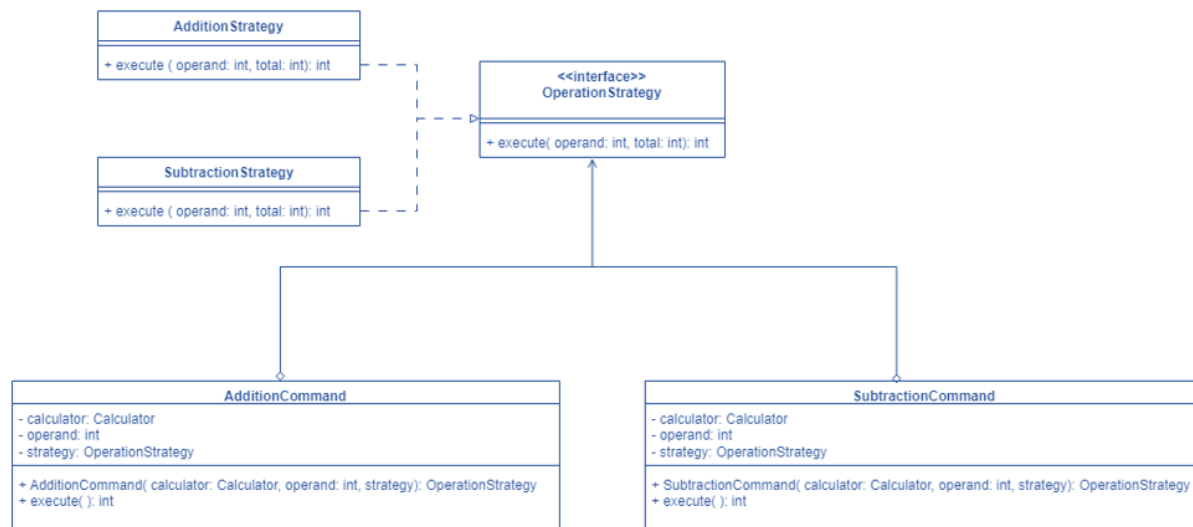 AdditionStrategy
+ execute ( operand: int, total: int): int
<<interface>>
OperationStrategy
+ execute( operand: int, total: int): int
SubtractionStrategy
+ execute ( operand: int, total: int): int
AdditionCommand
- calculator: Calculator
- operand: int
- strategy: OperationStrategy
+ AdditionCommand( calculator: Calculator, operand: int, strategy): OperationStrategy
+ execute( ): int
SubtractionCommand
- calculator: Calculator
- operand: int
- strategy: OperationStrategy
+ SubtractionCommand( calculator: Calculator, operand: int, strategy): OperationStrategy
+ execute( ): int